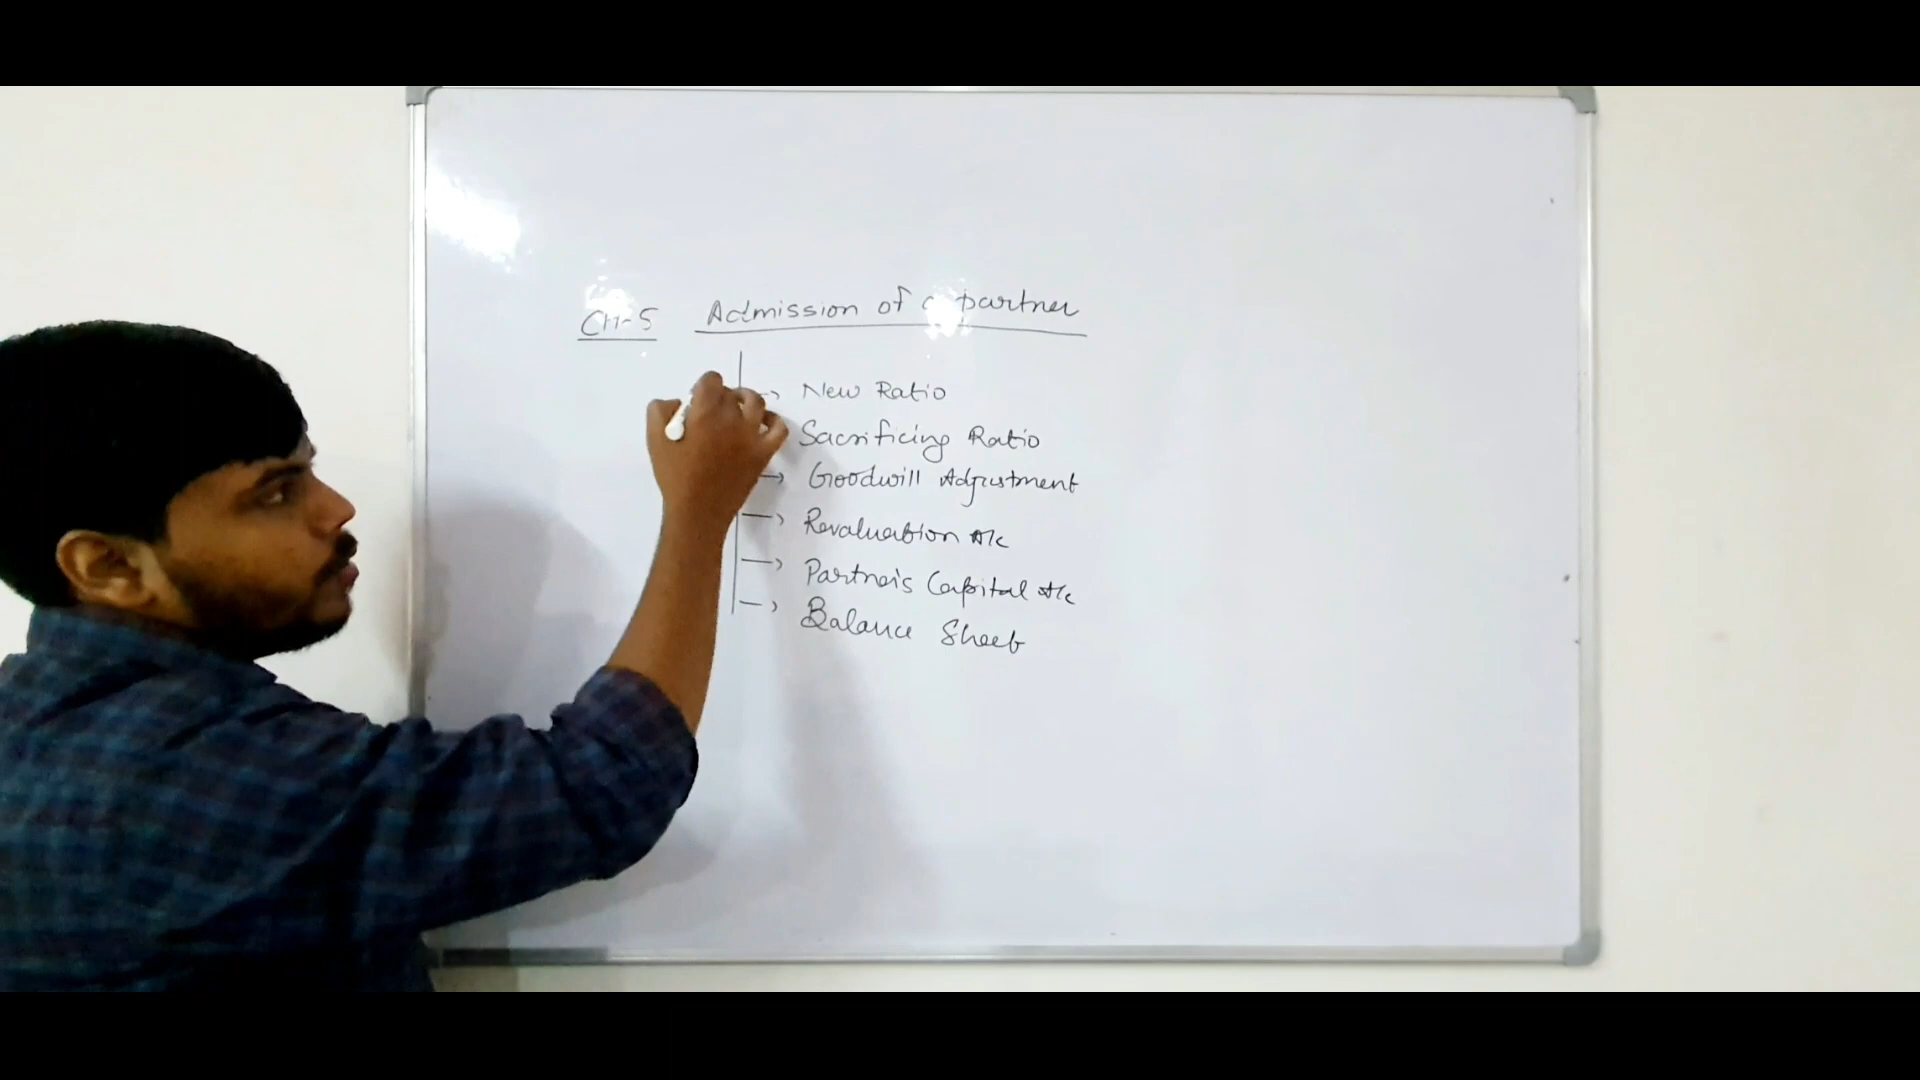 CH-5 Admission of a partner
New Ratio
Sacrificing Ratio
Goodwill Adjustment
Revaluation A/c
Partner's Capital A/c
Balance Sheet